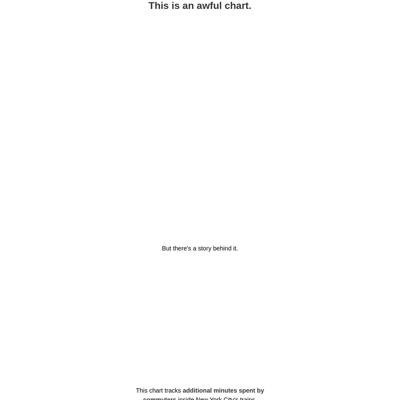 This is an awful chart.
But there's a story behind it.
This chart tracks additional minutes spent by
commuters inside New York City's trains